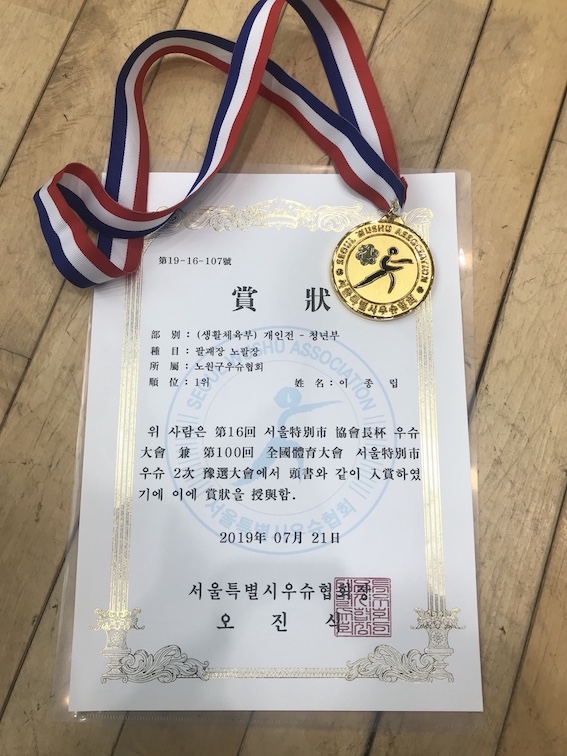 SEOUL WUSHU ASSOCIATION
서울특별시우슈협회
第19-16-107號
賞 狀
部 別 : (생활체육부) 개인전 - 청년부
種 目 : 팔괘장 노팔장
所 屬 : 노원구우슈협회
順 位 : 1위 姓 名 : 이 종 립
위 사람은 第16回 서울特別市 協會長杯 우슈
大會 兼 第100回 全國體育大會 서울特別市
우슈 2次 豫選大會에서 頭書와 같이 入賞하였
기에 이에 賞狀을 授與함.
SEOUL WUSHU ASSOCIATION
서울특별시우슈협회
2019年 07月 21日
서울특별시우슈협회장
오 진 식